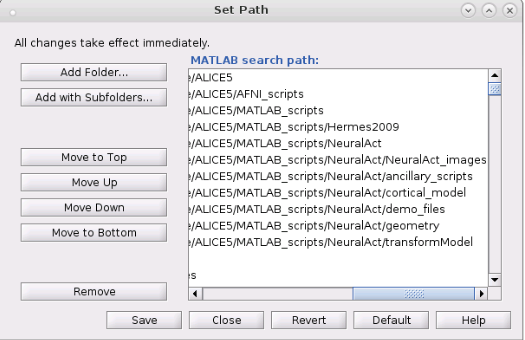 Set Path
All changes take effect immediately.
MATLAB search path:
Add Folder...
Add with Subfolders...
Move to Top
Move Up
Move Down
Move to Bottom
Remove
e/ALICE5
e/ALICE5/AFNI_scripts
e/ALICE5/MATLAB_scripts
e/ALICE5/MATLAB_scripts/Hermes2009
e/ALICE5/MATLAB_scripts/NeuralAct
e/ALICE5/MATLAB_scripts/NeuralAct/NeuralAct_images
e/ALICE5/MATLAB_scripts/NeuralAct/ancillary_scripts
e/ALICE5/MATLAB_scripts/NeuralAct/cortical_model
e/ALICE5/MATLAB_scripts/NeuralAct/demo_files
e/ALICE5/MATLAB_scripts/NeuralAct/geometry
e/ALICE5/MATLAB_scripts/NeuralAct/transformModel
es
Save Close Revert Default Help